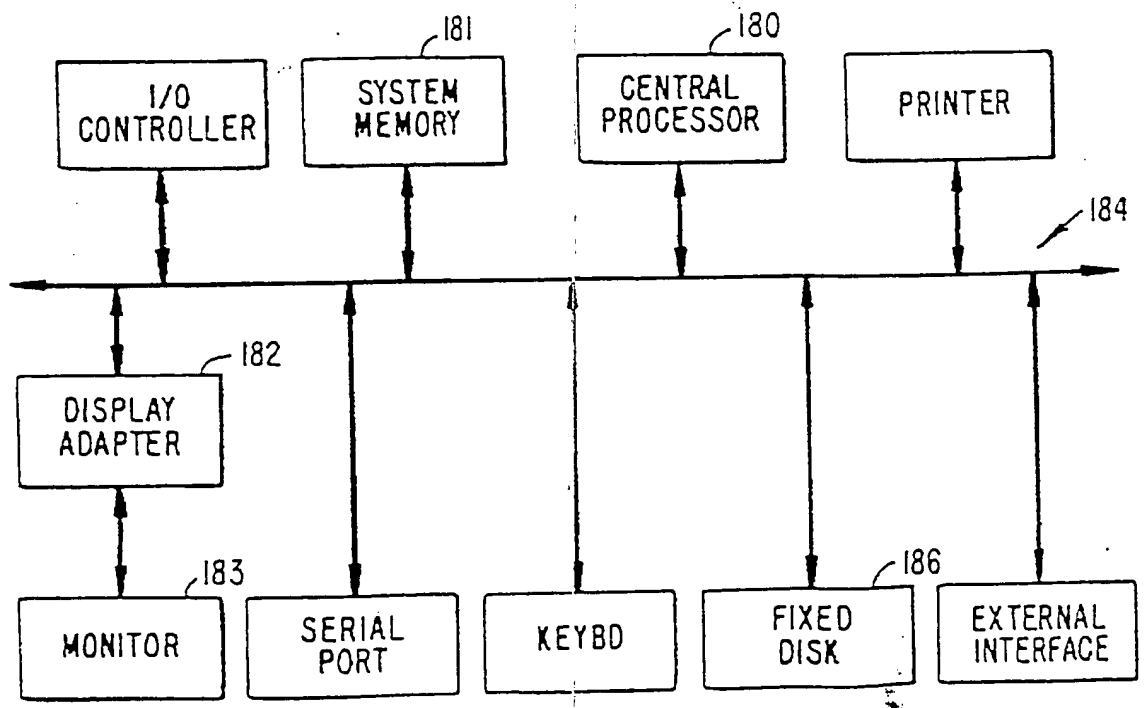 181
180
I/O
CONTROLLER
SYSTEM
MEMORY
CENTRAL
PROCESSOR
PRINTER
184
182
DISPLAY
ADAPTER
183
186
MONITOR
SERIAL
PORT
KEYBD
FIXED
DISK
EXTERNAL
INTERFACE